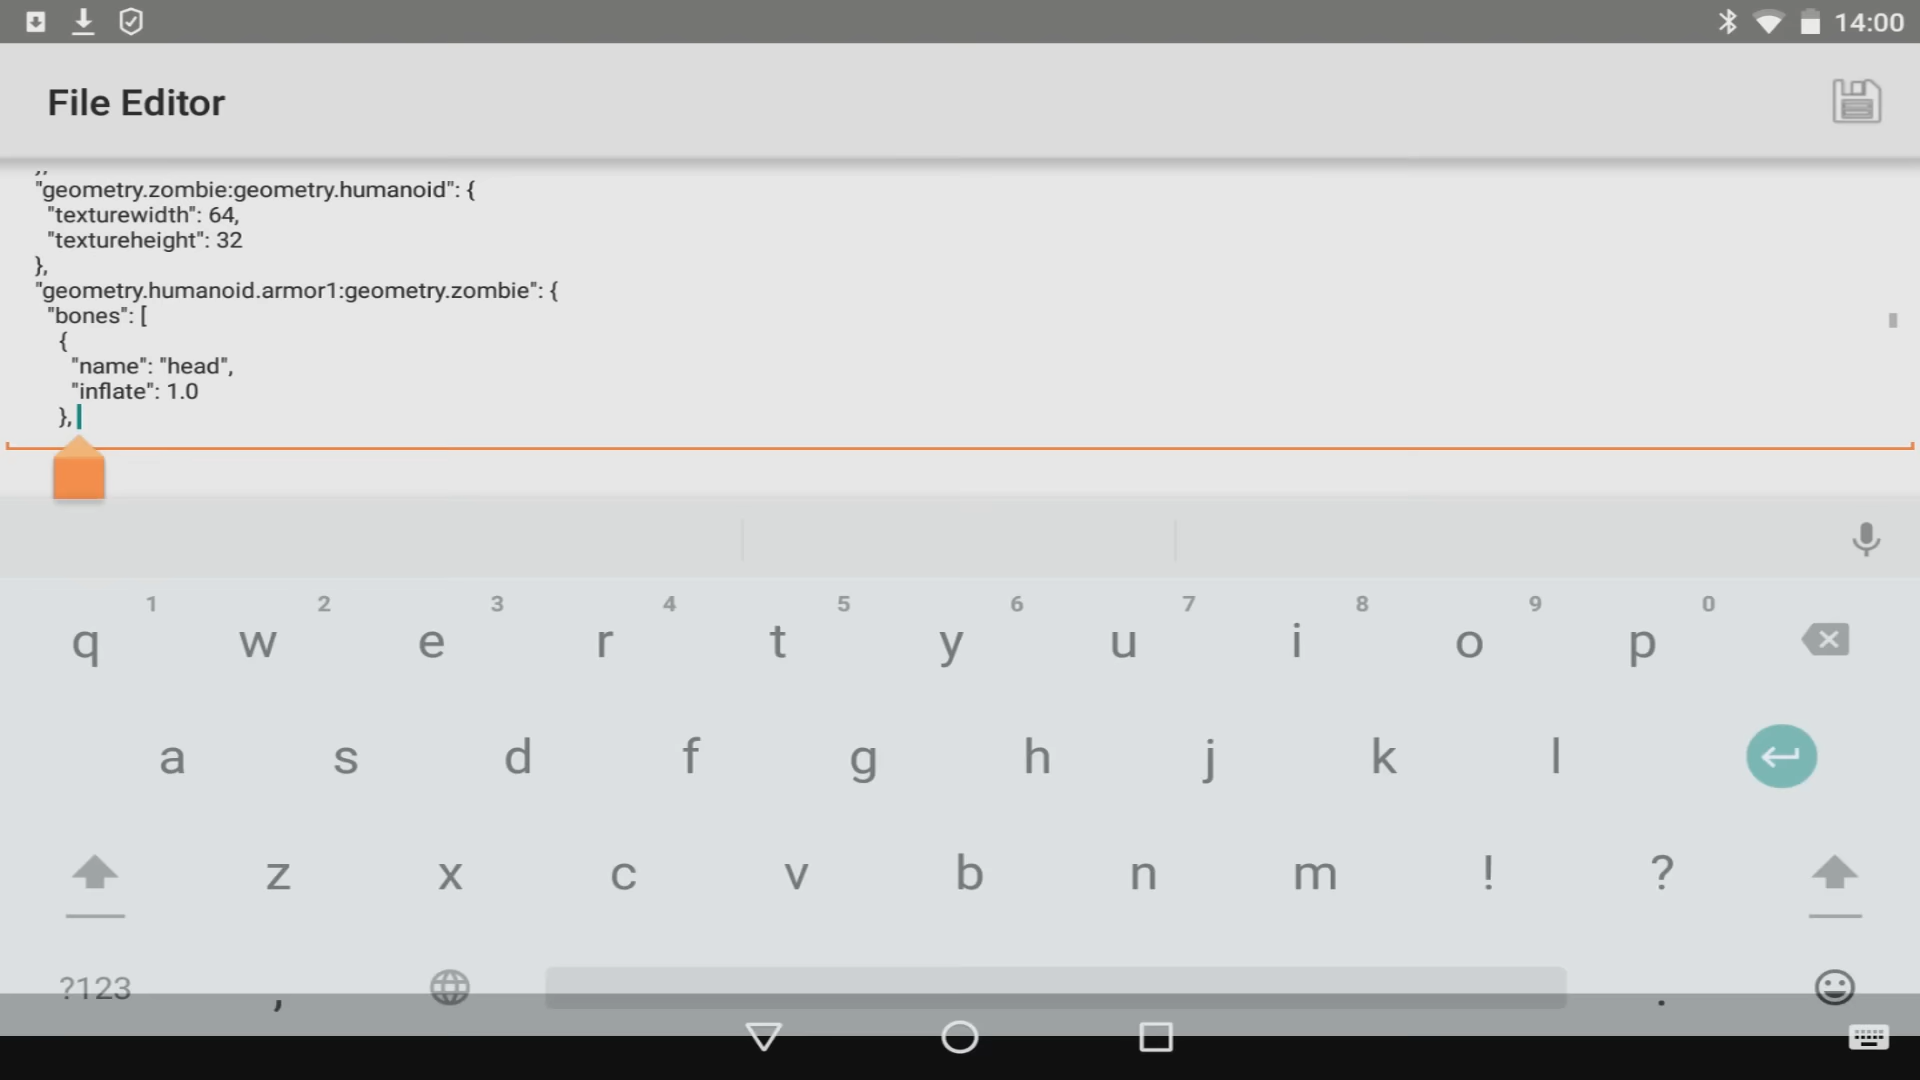 14:00
File Editor
},
"geometry.zombie:geometry.humanoid": {
"texturewidth": 64,
"textureheight": 32
},
"geometry.humanoid.armor1:geometry.zombie": {
"bones": [
{
"name": "head",
"inflate": 1.0
},
1 2 3 4 5 6 7 8 9 0
q w e r t y u i o p
a s d f g h j k l
z x c v b n m ! ?
?123 , .